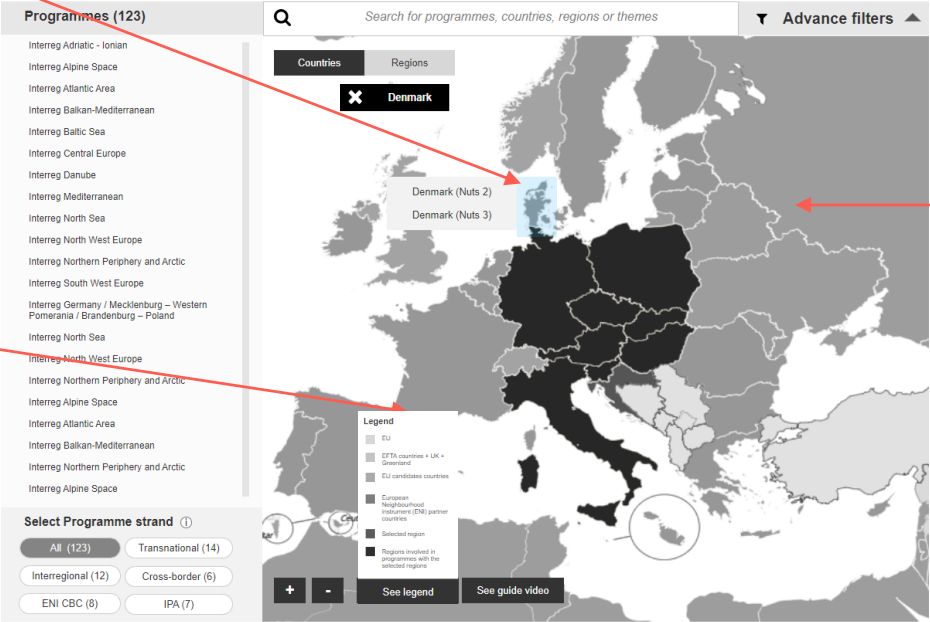 Programmes (123)
Search for programmes, countries, regions or themes
Advance filters
Interreg Adriatic - Ionian
Interreg Alpine Space
Interreg Atlantic Area
Interreg Balkan-Mediterranean
Interreg Baltic Sea
Interreg Central Europe
Interreg Danube
Interreg Mediterranean
Interreg North Sea
Interreg North West Europe
Interreg Northern Periphery and Arctic
Interreg South West Europe
Interreg Germany / Mecklenburg – Western
Pomerania / Brandenburg – Poland
Interreg North Sea
Interreg North West Europe
Interreg Northern Periphery and Arctic
Interreg Alpine Space
Interreg Atlantic Area
Interreg Balkan-Mediterranean
Interreg Northern Periphery and Arctic
Interreg Alpine Space
Select Programme strand
All (123)
Transnational (14)
Interregional (12)
Cross-border (6)
ENI CBC (8)
IPA (7)
Countries
Regions
Denmark
Denmark (Nuts 2)
Denmark (Nuts 3)
Legend
EU
EFTA countries + UK +
Greenland
EU candidates countries
European
Neighbourhood
instrument (ENI) partner
countries
Selected region
Regions involved in
programmes with the
selected regions
+
-
See legend
See guide video